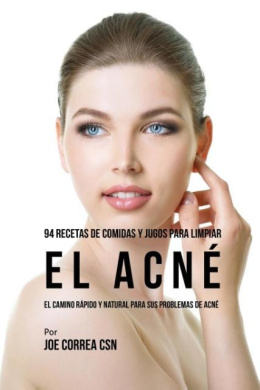 94 RECETAS DE COMIDAS Y JUGOS PARA LIMPIAR
EL ACNÉ
EL CAMINO RÁPIDO Y NATURAL PARA SUS PROBLEMAS DE ACNÉ
Por
JOE CORREA CSN